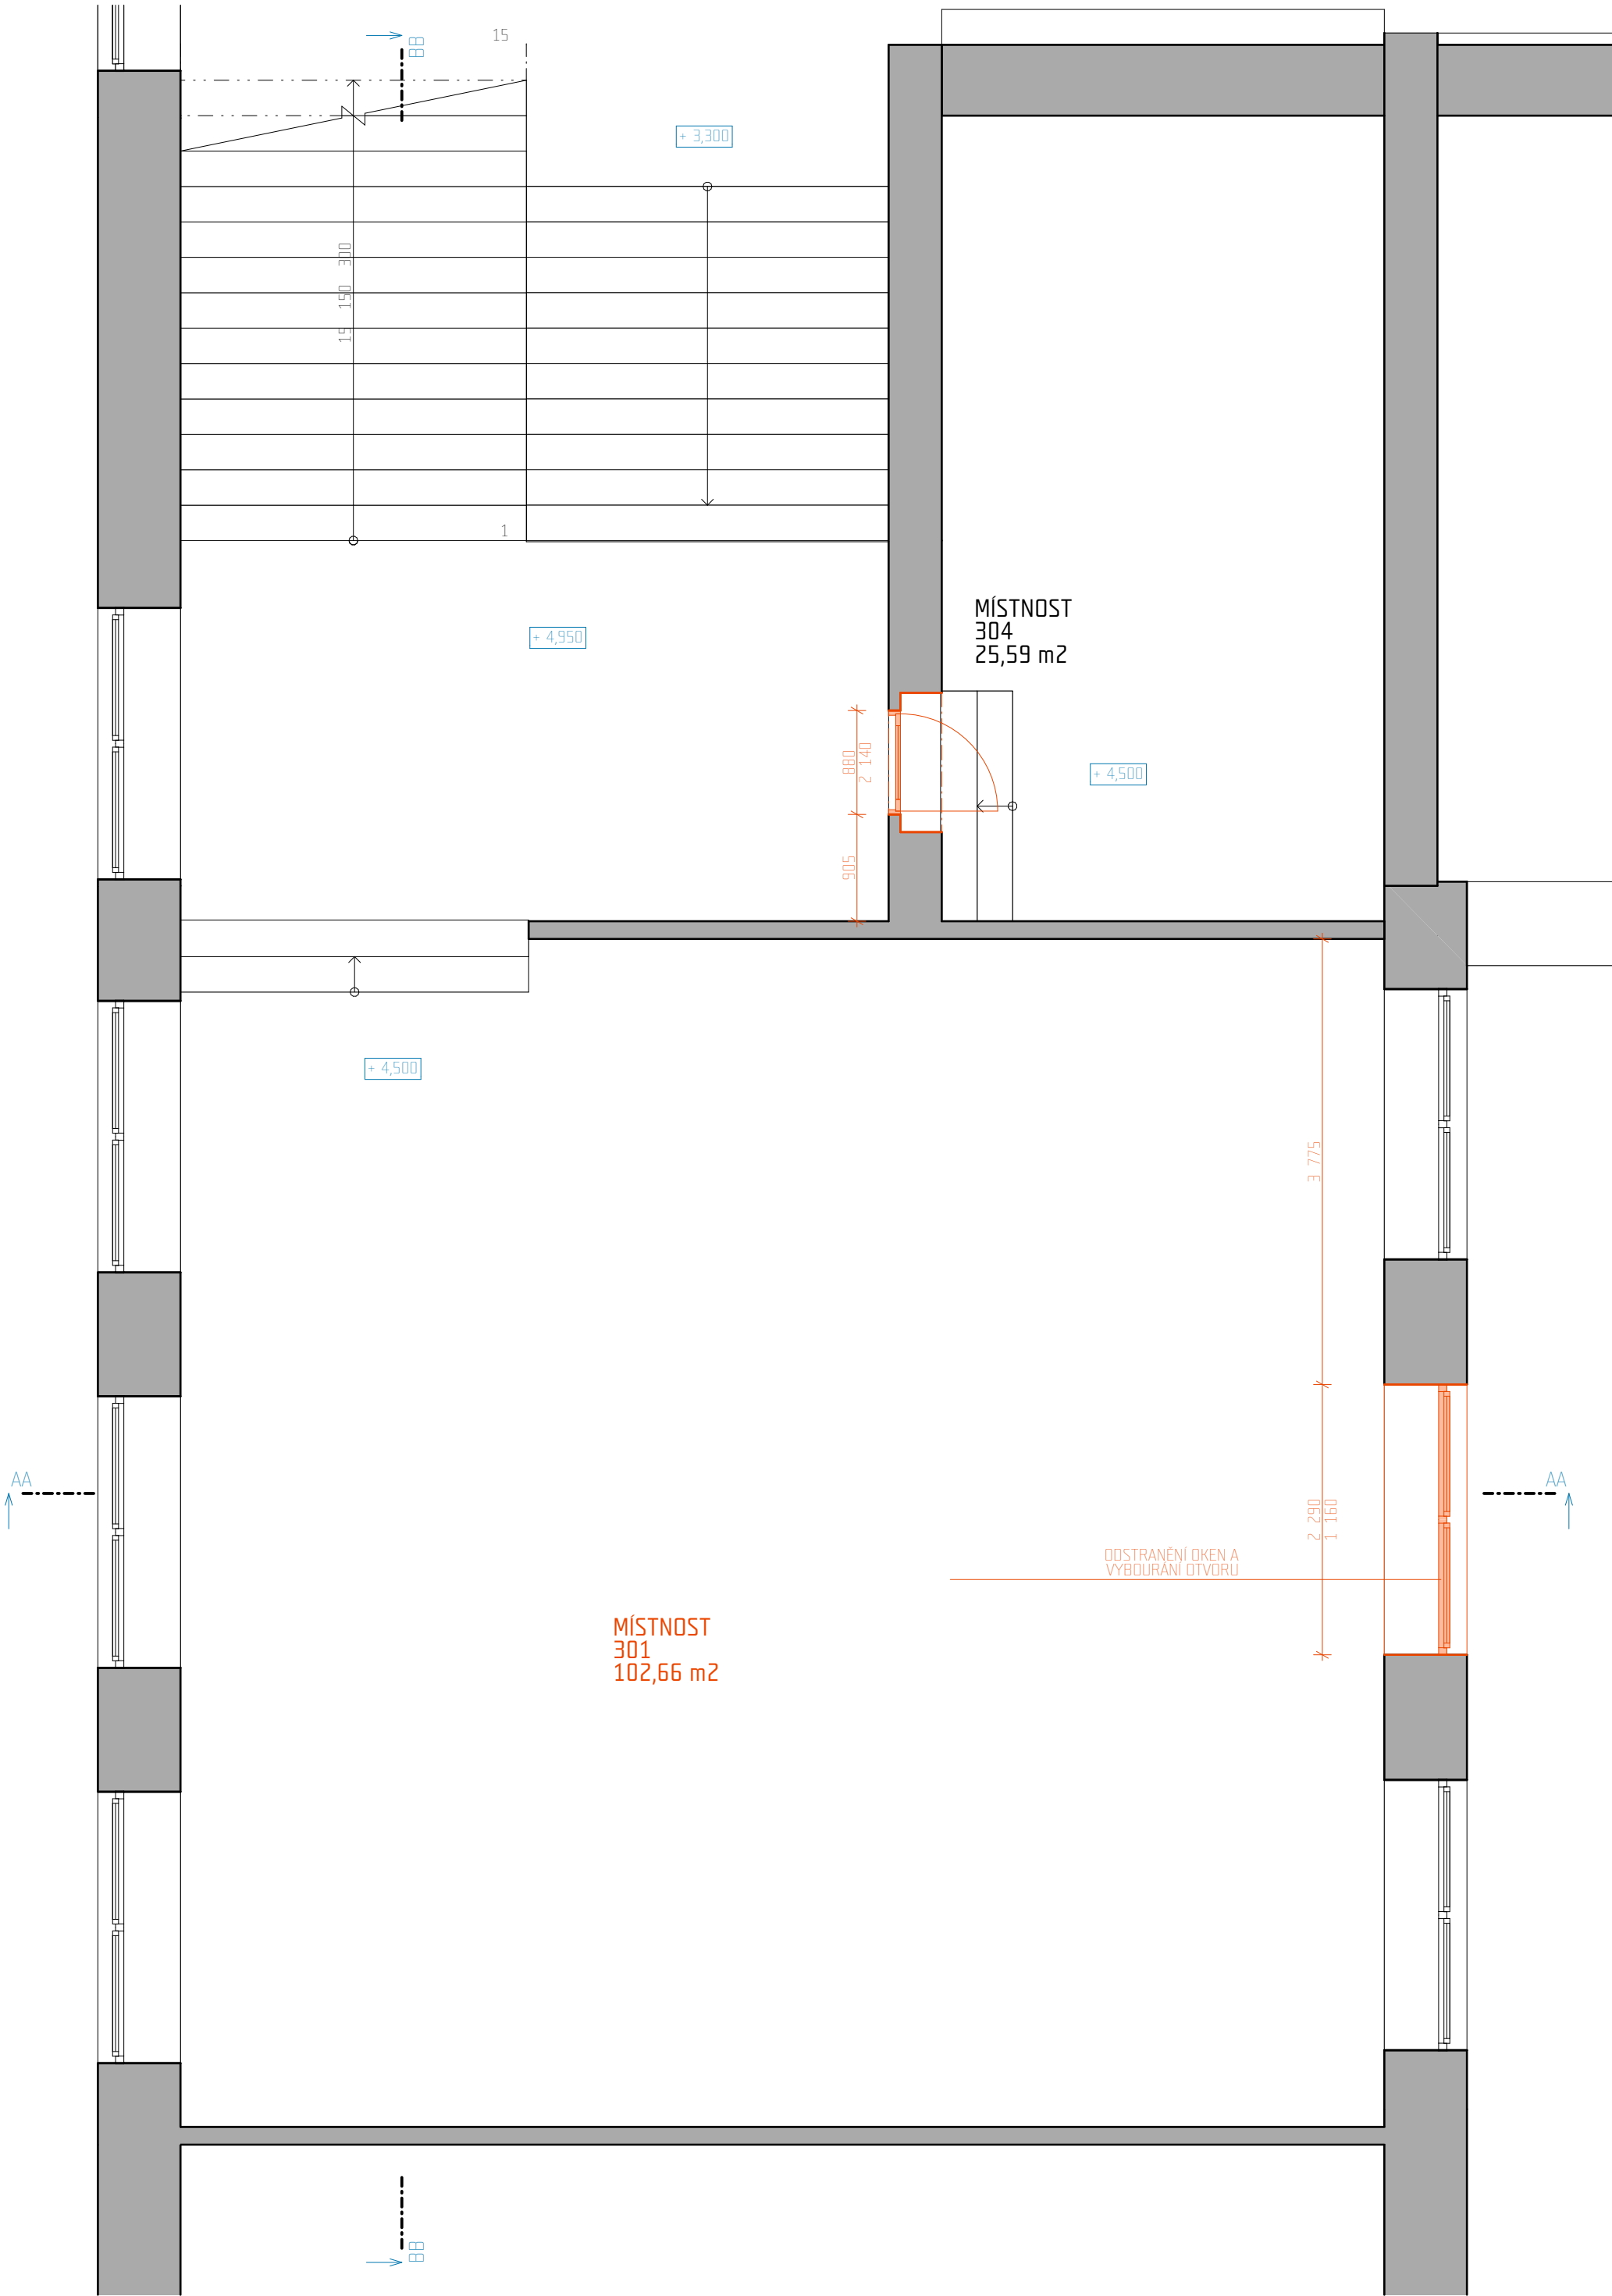 15
BB
+ 3,300
15 150 300
1
MÍSTNOST
304
25,59 m2
+ 4,950
880
2 140
+ 4,500
905
+ 4,500
3 775
AA
AA
2 290
1 160
ODSTRANĚNÍ OKEN A
VYBOURÁNÍ OTVORU
MÍSTNOST
301
102,66 m2
BB